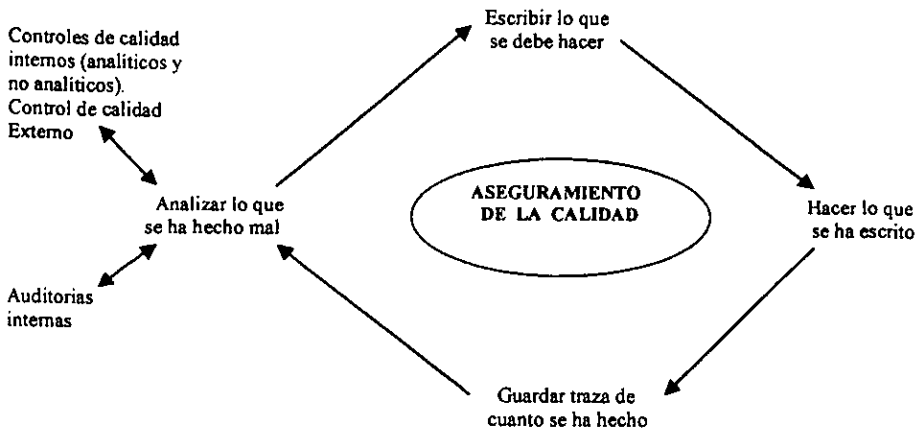 Escribir lo que
se debe hacer
Controles de calidad
internos (analíticos y
no analíticos).
Control de calidad
Externo
Analizar lo que
se ha hecho mal
ASEGURAMIENTO
DE LA CALIDAD
Hacer lo que
se ha escrito
Auditorias
internas
Guardar traza de
cuanto se ha hecho